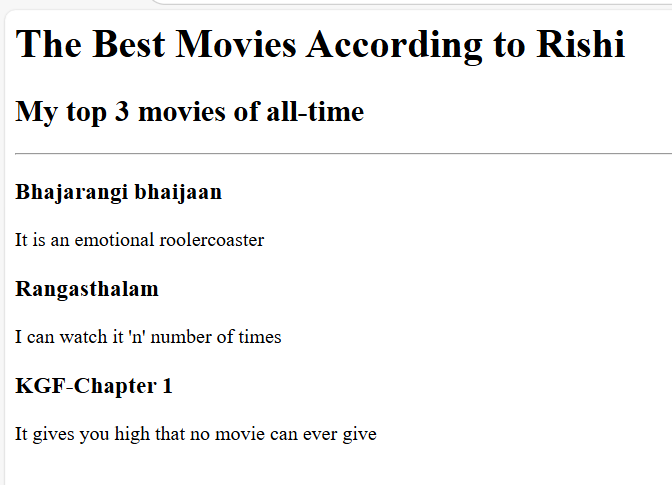 The Best Movies According to Rishi
My top 3 movies of all-time
Bhajarangi bhaijaan
It is an emotional roolercoaster
Rangasthalam
I can watch it 'n' number of times
KGF-Chapter 1
It gives you high that no movie can ever give